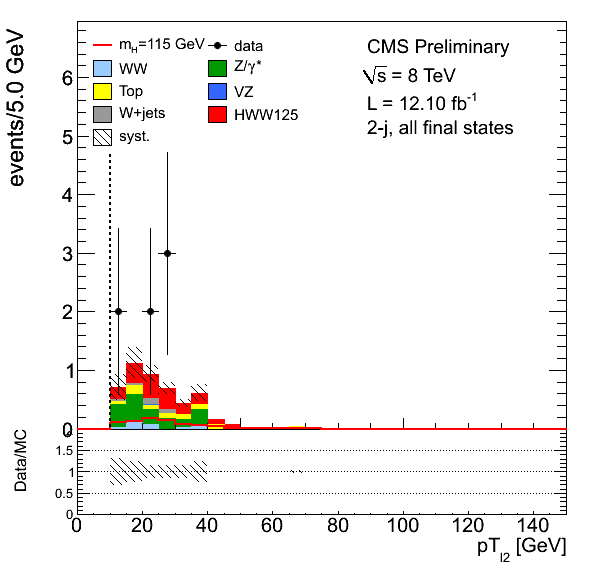 events/5.0 GeV
m_H=115 GeV
data
WW
Z/γ*
Top
VZ
W+jets
HWW125
syst.
CMS Preliminary
√s = 8 TeV
L = 12.10 fb⁻¹
2-j, all final states
6
5
4
3
2
1
0
Data/MC
2
1.5
1
0.5
0
0 20 40 60 80 100 120 140
pT_l2 [GeV]